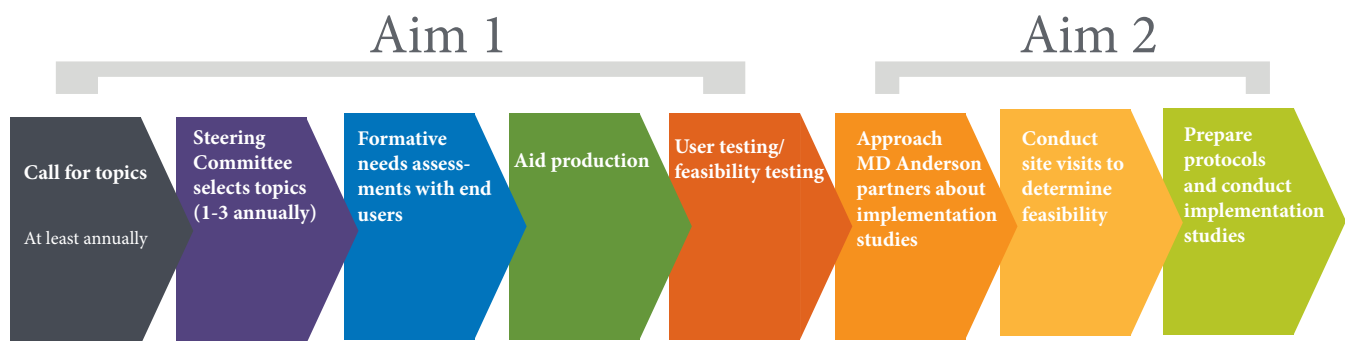 Aim 1
Aim 2
Call for topics
At least annually
Steering
Committee
selects topics
(1-3 annually)
Formative
needs assess-
ments with end
users
Aid production
User testing/
feasibility testing
Approach
MD Anderson
partners about
implementation
studies
Conduct
site visits to
determine
feasibility
Prepare
protocols
and conduct
implementation
studies